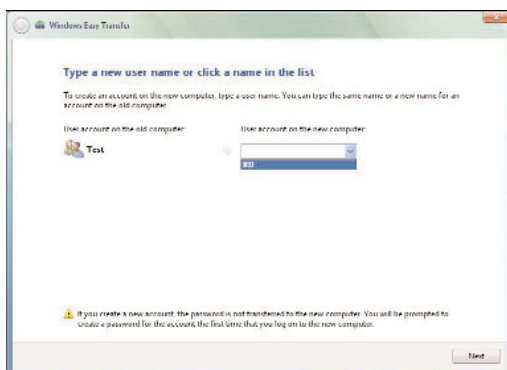 Windows Easy Transfer
Type a new user name or click a name in the list
To create an account on the new computer, type a user name. You can type the same name or a new name for an
account on the old computer.
User account on the old computer:
User account on the new computer:
Test
If you create a new account, the password is not transferred to the new computer. You will be prompted to
create a password for the account the first time that you log on to the new computer.
Next